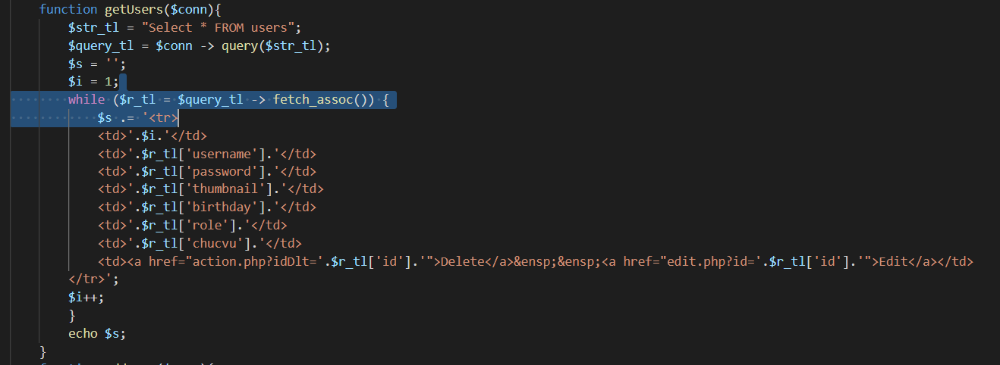 function getUsers($conn){
$str_tl = "Select * FROM users";
$query_tl = $conn -> query($str_tl);
$s = '';
$i = 1;
while ($r_tl = $query_tl -> fetch_assoc()) {
$s .= '<tr>
<td>'.$i.'</td>
<td>'.$r_tl['username'].'</td>
<td>'.$r_tl['password'].'</td>
<td>'.$r_tl['thumbnail'].'</td>
<td>'.$r_tl['birthday'].'</td>
<td>'.$r_tl['role'].'</td>
<td>'.$r_tl['chucvu'].'</td>
<td><a href="action.php?idDlt='.$r_tl['id'].'">Delete</a>&ensp;&ensp;<a href="edit.php?id='.$r_tl['id'].'">Edit</a></td>
</tr>';
$i++;
}
echo $s;
}